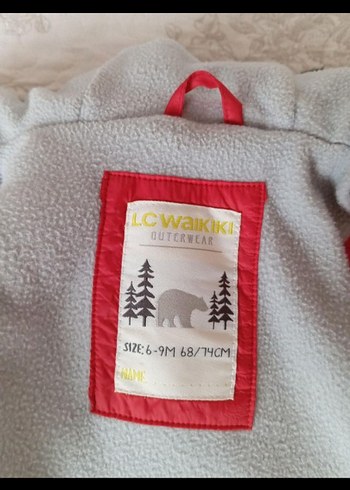 LC WAIKIKI
OUTERWEAR
SIZE: 6-9M 68/74CM
NAME: